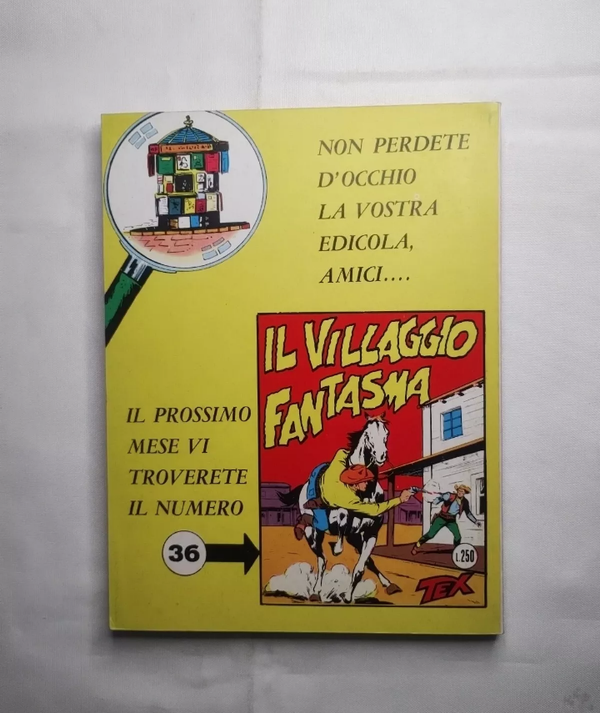 NON PERDETE
D'OCCHIO
LA VOSTRA
EDICOLA,
AMICI....
IL VILLAGGIO
FANTASMA
IL PROSSIMO
MESE VI
TROVERETE
IL NUMERO
36
L.250
TEX